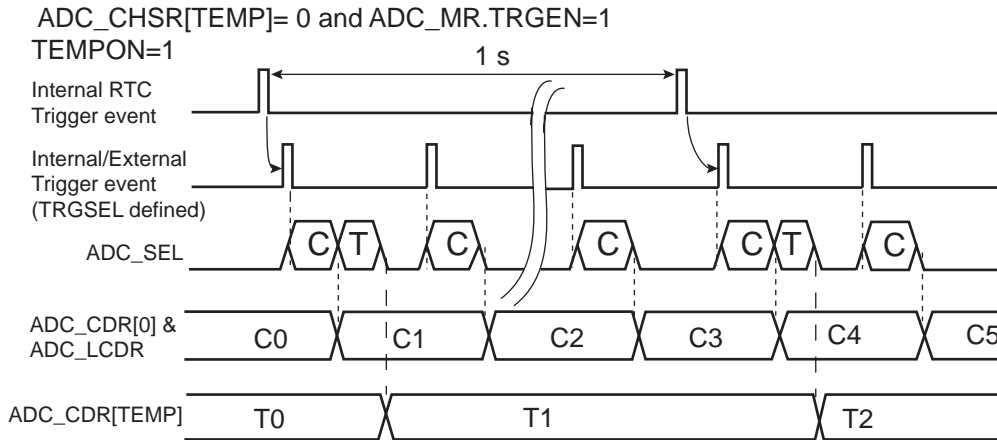 ADC_CHSR[TEMP]= 0 and ADC_MR.TRGEN=1
TEMPON=1
1 s
Internal RTC
Trigger event
Internal/External
Trigger event
(TRGSEL defined)
ADC_SEL
C T C C C T C
ADC_CDR[0] &
ADC_LCDR
C0 C1 C2 C3 C4 C5
ADC_CDR[TEMP]
T0 T1 T2